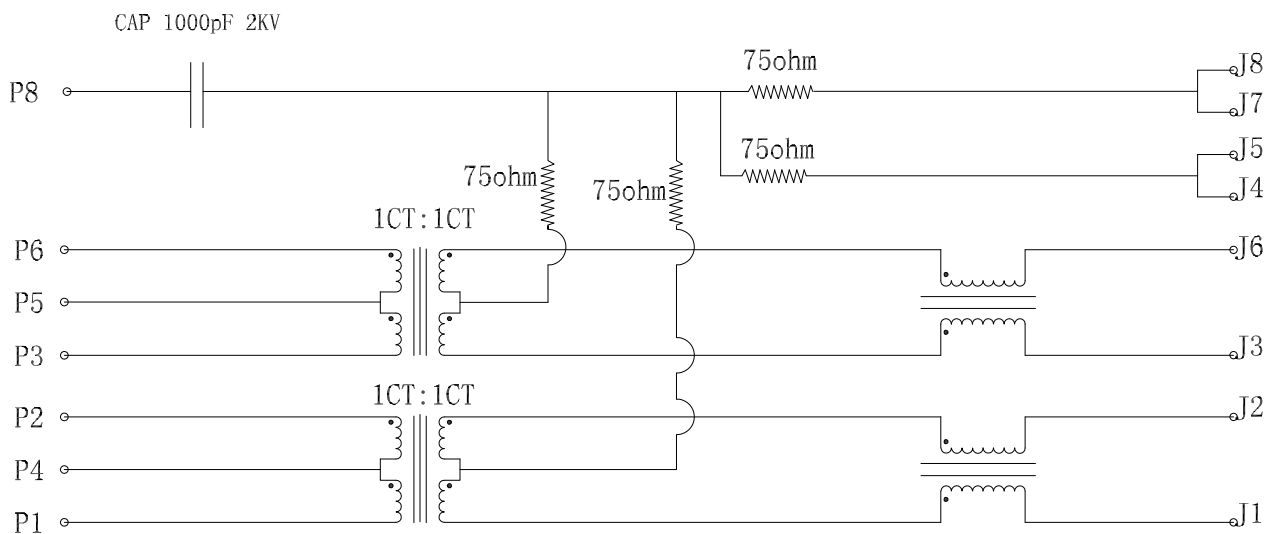 CAP 1000pF 2KV
75ohm
J8
P8
J7
75ohm
J5
75ohm
75ohm
J4
1CT:1CT
P6
J6
P5
P3
J3
1CT:1CT
P2
J2
P4
P1
J1